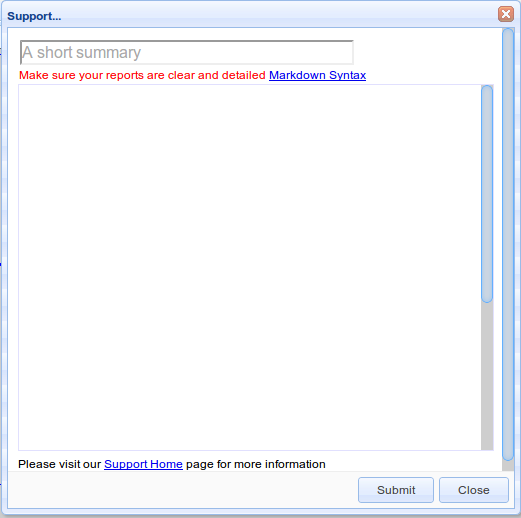 Support...
A short summary
Make sure your reports are clear and detailed Markdown Syntax
Please visit our Support Home page for more information
Submit Close